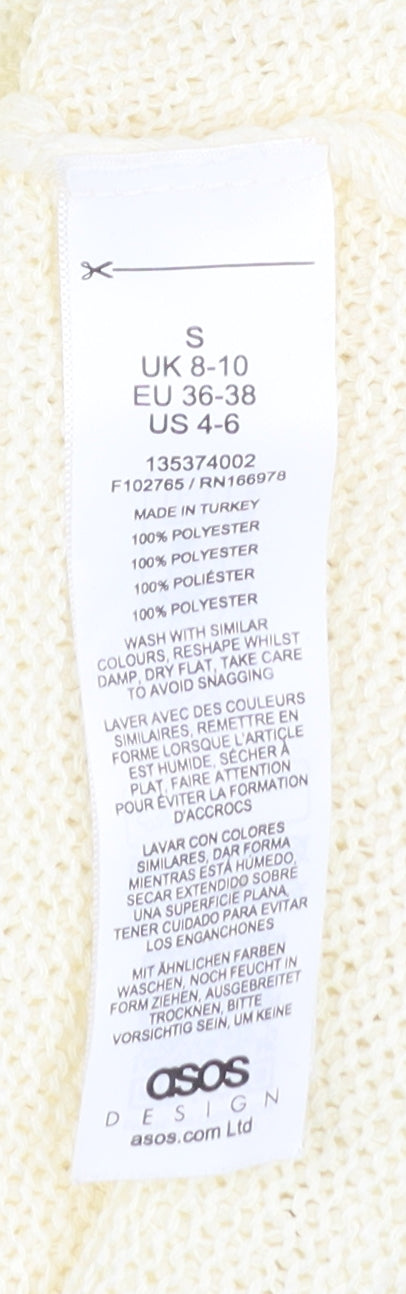 S
UK 8-10
EU 36-38
US 4-6
135374002
F102765 / RN166978
MADE IN TURKEY
100% POLYESTER
100% POLYESTER
100% POLIÉSTER
100% POLYESTER
WASH WITH SIMILAR
COLOURS, RESHAPE WHILST
DAMP, DRY FLAT, TAKE CARE
TO AVOID SNAGGING
LAVER AVEC DES COULEURS
SIMILAIRES, REMETTRE EN
FORME LORSQUE L'ARTICLE
EST HUMIDE, SÉCHER À
PLAT, FAIRE ATTENTION
POUR ÉVITER LA FORMATION
D'ACCROCS
LAVAR CON COLORES
SIMILARES, DAR FORMA
MIENTRAS ESTÁ HÚMEDO,
SECAR EXTENDIDO SOBRE
UNA SUPERFICIE PLANA,
TENER CUIDADO PARA EVITAR
LOS ENGANCHONES
MIT ÄHNLICHEN FARBEN
WASCHEN, NOCH FEUCHT IN
FORM ZIEHEN, AUSGEBREITET
TROCKNEN, BITTE
VORSICHTIG SEIN, UM KEINE
asos
DESIGN
asos.com Ltd